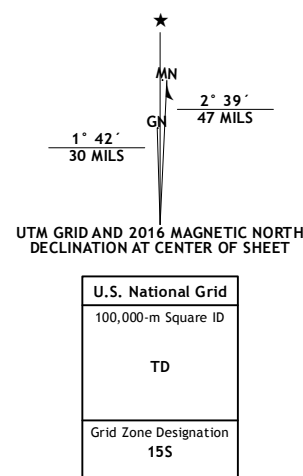 ★
MN
GN
2° 39´
47 MILS
1° 42´
30 MILS
UTM GRID AND 2016 MAGNETIC NORTH
DECLINATION AT CENTER OF SHEET
U.S. National Grid
100,000-m Square ID
TD
Grid Zone Designation
15S